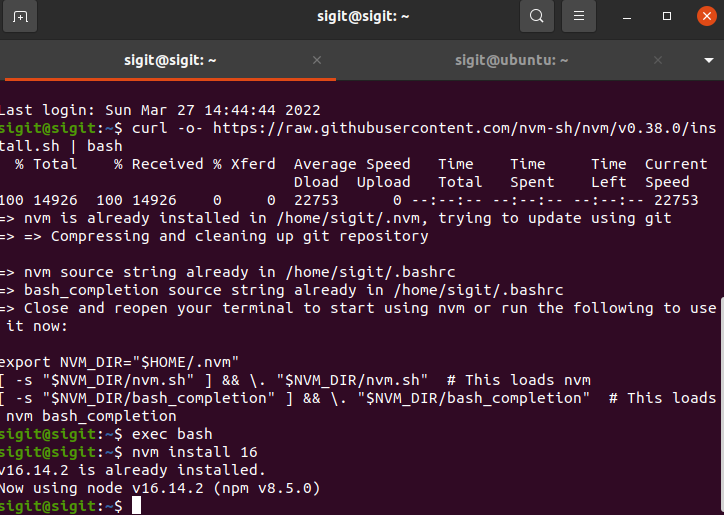 sigit@sigit: ~
sigit@sigit: ~
sigit@ubuntu: ~
Last login: Sun Mar 27 14:44:44 2022
sigit@sigit:~$ curl -o- https://raw.githubusercontent.com/nvm-sh/nvm/v0.38.0/ins
tall.sh | bash
  % Total    % Received % Xferd  Average Speed   Time    Time     Time  Current
                                 Dload  Upload   Total   Spent    Left  Speed
100 14926  100 14926    0     0  22753      0 --:--:-- --:--:-- --:--:-- 22753
=> nvm is already installed in /home/sigit/.nvm, trying to update using git
=> => Compressing and cleaning up git repository
=> nvm source string already in /home/sigit/.bashrc
=> bash_completion source string already in /home/sigit/.bashrc
=> Close and reopen your terminal to start using nvm or run the following to use
 it now:
export NVM_DIR="$HOME/.nvm"
[ -s "$NVM_DIR/nvm.sh" ] && \. "$NVM_DIR/nvm.sh"  # This loads nvm
[ -s "$NVM_DIR/bash_completion" ] && \. "$NVM_DIR/bash_completion"  # This loads
 nvm bash_completion
sigit@sigit:~$ exec bash
sigit@sigit:~$ nvm install 16
v16.14.2 is already installed.
Now using node v16.14.2 (npm v8.5.0)
sigit@sigit:~$